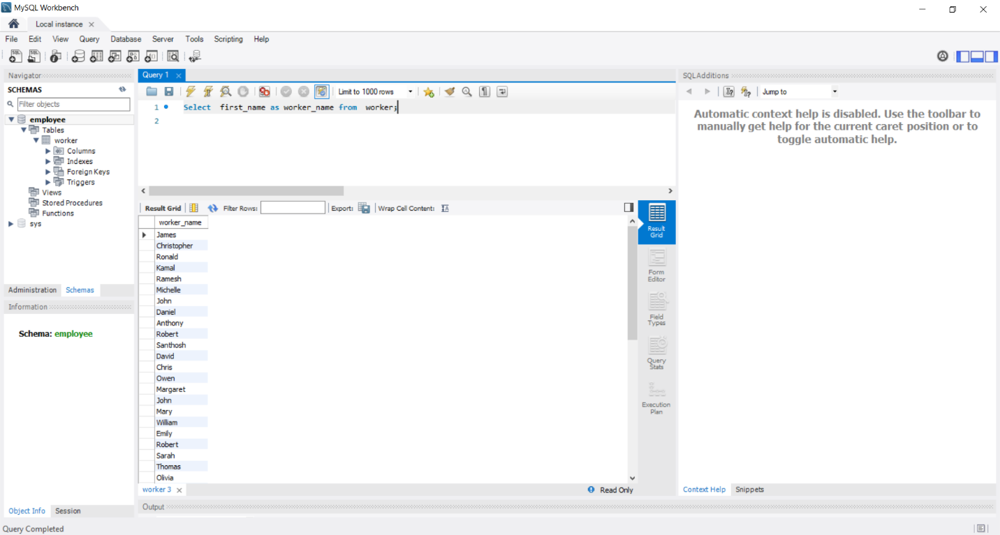 MySQL Workbench
Local instance
File Edit View Query Database Server Tools Scripting Help
Navigator
SCHEMAS
Filter objects
employee
Tables
worker
Columns
Indexes
Foreign Keys
Triggers
Views
Stored Procedures
Functions
sys
Administration Schemas
Information
Schema: employee
Object Info Session
Query 1
Limit to 1000 rows
1 Select first_name as worker_name from worker;
2
Result Grid Filter Rows: Export: Wrap Cell Content:
worker_name
James
Christopher
Ronald
Kamal
Ramesh
Michelle
John
Daniel
Anthony
Robert
Santhosh
David
Chris
Owen
Margaret
John
Mary
William
Emily
Robert
Sarah
Thomas
Olivia
Result
Grid
Form
Editor
Field
Types
Query
Stats
Execution
Plan
worker 3
Read Only
Output
SQLAdditions
Jump to
Automatic context help is disabled. Use the toolbar to
manually get help for the current caret position or to
toggle automatic help.
Context Help Snippets
Query Completed